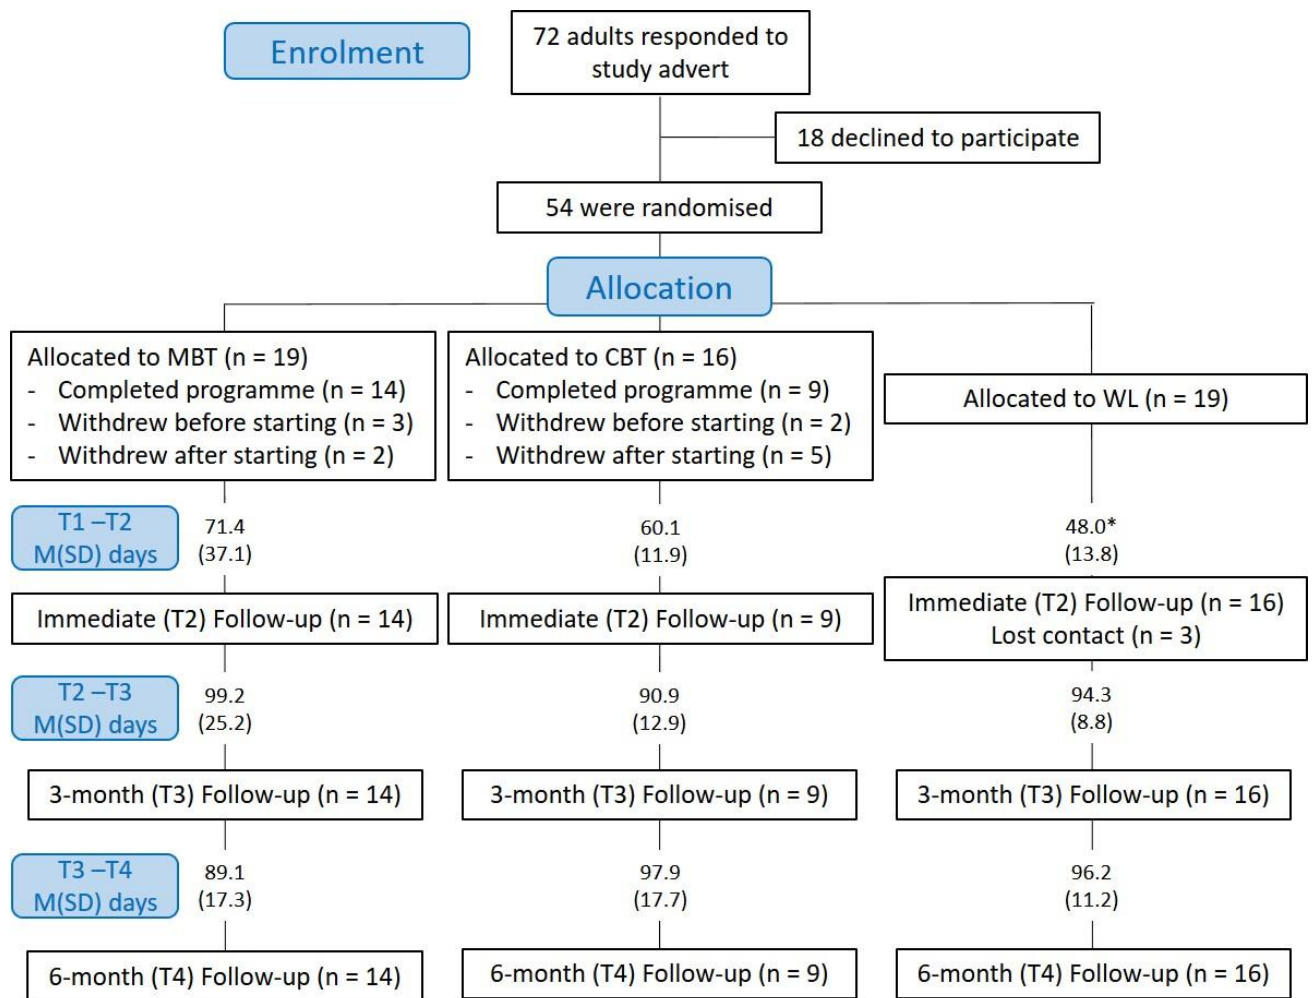 Enrolment
72 adults responded to
study advert
18 declined to participate
54 were randomised
Allocation
Allocated to MBT (n = 19)
- Completed programme (n = 14)
- Withdrew before starting (n = 3)
- Withdrew after starting (n = 2)
Allocated to CBT (n = 16)
- Completed programme (n = 9)
- Withdrew before starting (n = 2)
- Withdrew after starting (n = 5)
Allocated to WL (n = 19)
T1 –T2
M(SD) days
71.4
(37.1)
60.1
(11.9)
48.0*
(13.8)
Immediate (T2) Follow-up (n = 14)
Immediate (T2) Follow-up (n = 9)
Immediate (T2) Follow-up (n = 16)
Lost contact (n = 3)
T2 –T3
M(SD) days
99.2
(25.2)
90.9
(12.9)
94.3
(8.8)
3-month (T3) Follow-up (n = 14)
3-month (T3) Follow-up (n = 9)
3-month (T3) Follow-up (n = 16)
T3 –T4
M(SD) days
89.1
(17.3)
97.9
(17.7)
96.2
(11.2)
6-month (T4) Follow-up (n = 14)
6-month (T4) Follow-up (n = 9)
6-month (T4) Follow-up (n = 16)